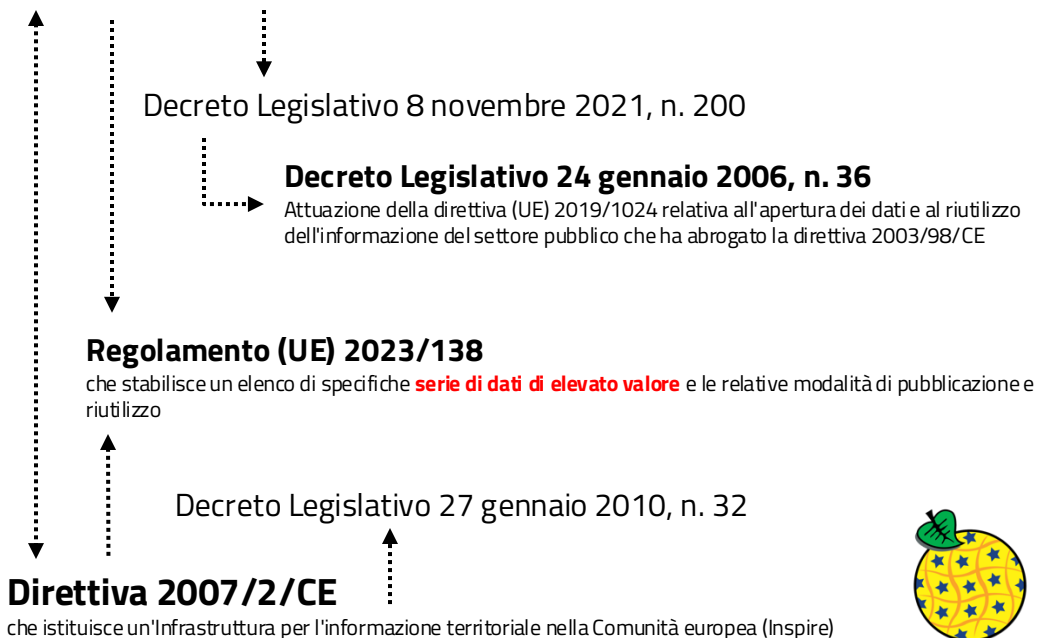 Decreto Legislativo 8 novembre 2021, n. 200
Decreto Legislativo 24 gennaio 2006, n. 36
Attuazione della direttiva (UE) 2019/1024 relativa all'apertura dei dati e al riutilizzo
dell'informazione del settore pubblico che ha abrogato la direttiva 2003/98/CE
Regolamento (UE) 2023/138
che stabilisce un elenco di specifiche serie di dati di elevato valore e le relative modalità di pubblicazione e
riutilizzo
Decreto Legislativo 27 gennaio 2010, n. 32
Direttiva 2007/2/CE
che istituisce un'Infrastruttura per l'informazione territoriale nella Comunità europea (Inspire)